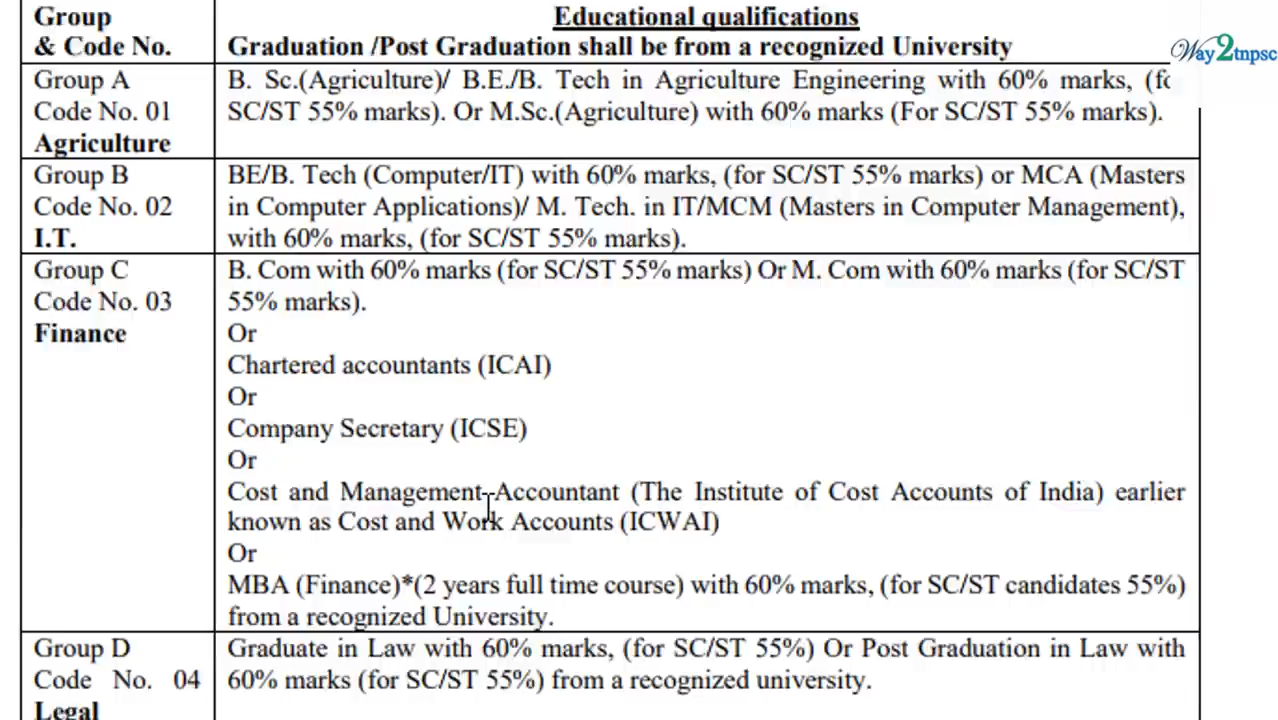 Group
& Code No.
Educational qualifications
Graduation /Post Graduation shall be from a recognized University
Way2tnpsc
Group A
Code No. 01
Agriculture
B. Sc.(Agriculture)/ B.E./B. Tech in Agriculture Engineering with 60% marks,
SC/ST 55% marks). Or M.Sc.(Agriculture) with 60% marks (For SC/ST 55% marks).
Group B
Code No. 02
I.T.
BE/B. Tech (Computer/IT) with 60% marks, (for SC/ST 55% marks) or MCA (Masters
in Computer Applications)/ M. Tech. in IT/MCM (Masters in Computer Management),
with 60% marks, (for SC/ST 55% marks).
Group C
Code No. 03
Finance
B. Com with 60% marks (for SC/ST 55% marks) Or M. Com with 60% marks (for SC/ST
55% marks).
Or
Chartered accountants (ICAI)
Or
Company Secretary (ICSE)
Or
Cost and Management-Accountant (The Institute of Cost Accounts of India) earlier
known as Cost and Work Accounts (ICWAI)
Or
MBA (Finance)*(2 years full time course) with 60% marks, (for SC/ST candidates 55%)
from a recognized University.
Group D
Code No. 04
Legal
Graduate in Law with 60% marks, (for SC/ST 55%) Or Post Graduation in Law with
60% marks (for SC/ST 55%) from a recognized university.